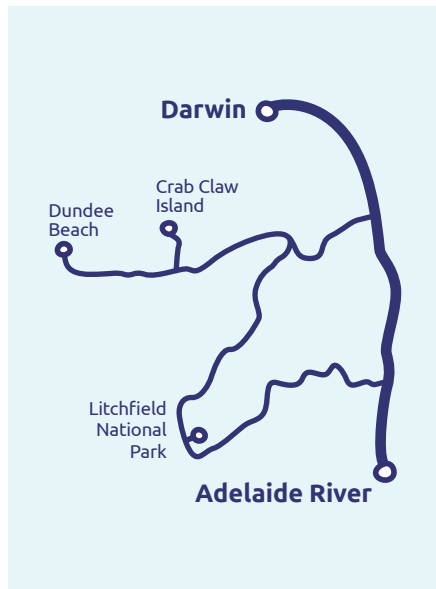 Darwin
Crab Claw
Island
Dundee
Beach
Litchfield
National
Park
Adelaide River